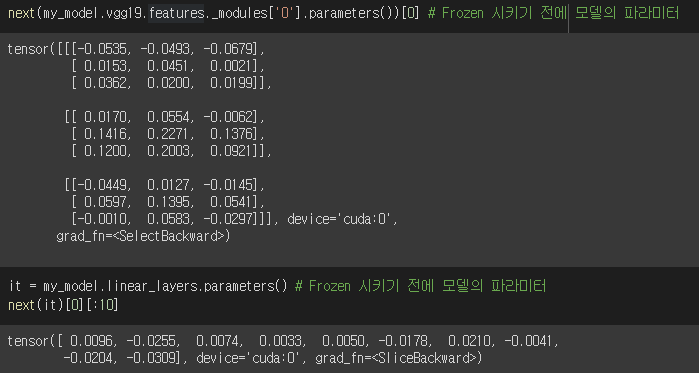 next(my_model.vgg19.features._modules['0'].parameters())[0] # Frozen 시키기 전에 모델의 파라미터
tensor([[[-0.0535, -0.0493, -0.0679],
[ 0.0153, 0.0451, 0.0021],
[ 0.0362, 0.0200, 0.0199]],
[[ 0.0170, 0.0554, -0.0062],
[ 0.1416, 0.2271, 0.1376],
[ 0.1200, 0.2003, 0.0921]],
[[-0.0449, 0.0127, -0.0145],
[ 0.0597, 0.1395, 0.0541],
[-0.0010, 0.0583, -0.0297]]], device='cuda:0',
grad_fn=<SelectBackward>)
it = my_model.linear_layers.parameters() # Frozen 시키기 전에 모델의 파라미터
next(it)[0][:10]
tensor([ 0.0096, -0.0255, 0.0074, 0.0033, 0.0050, -0.0178, 0.0210, -0.0041,
-0.0204, -0.0309], device='cuda:0', grad_fn=<SliceBackward>)